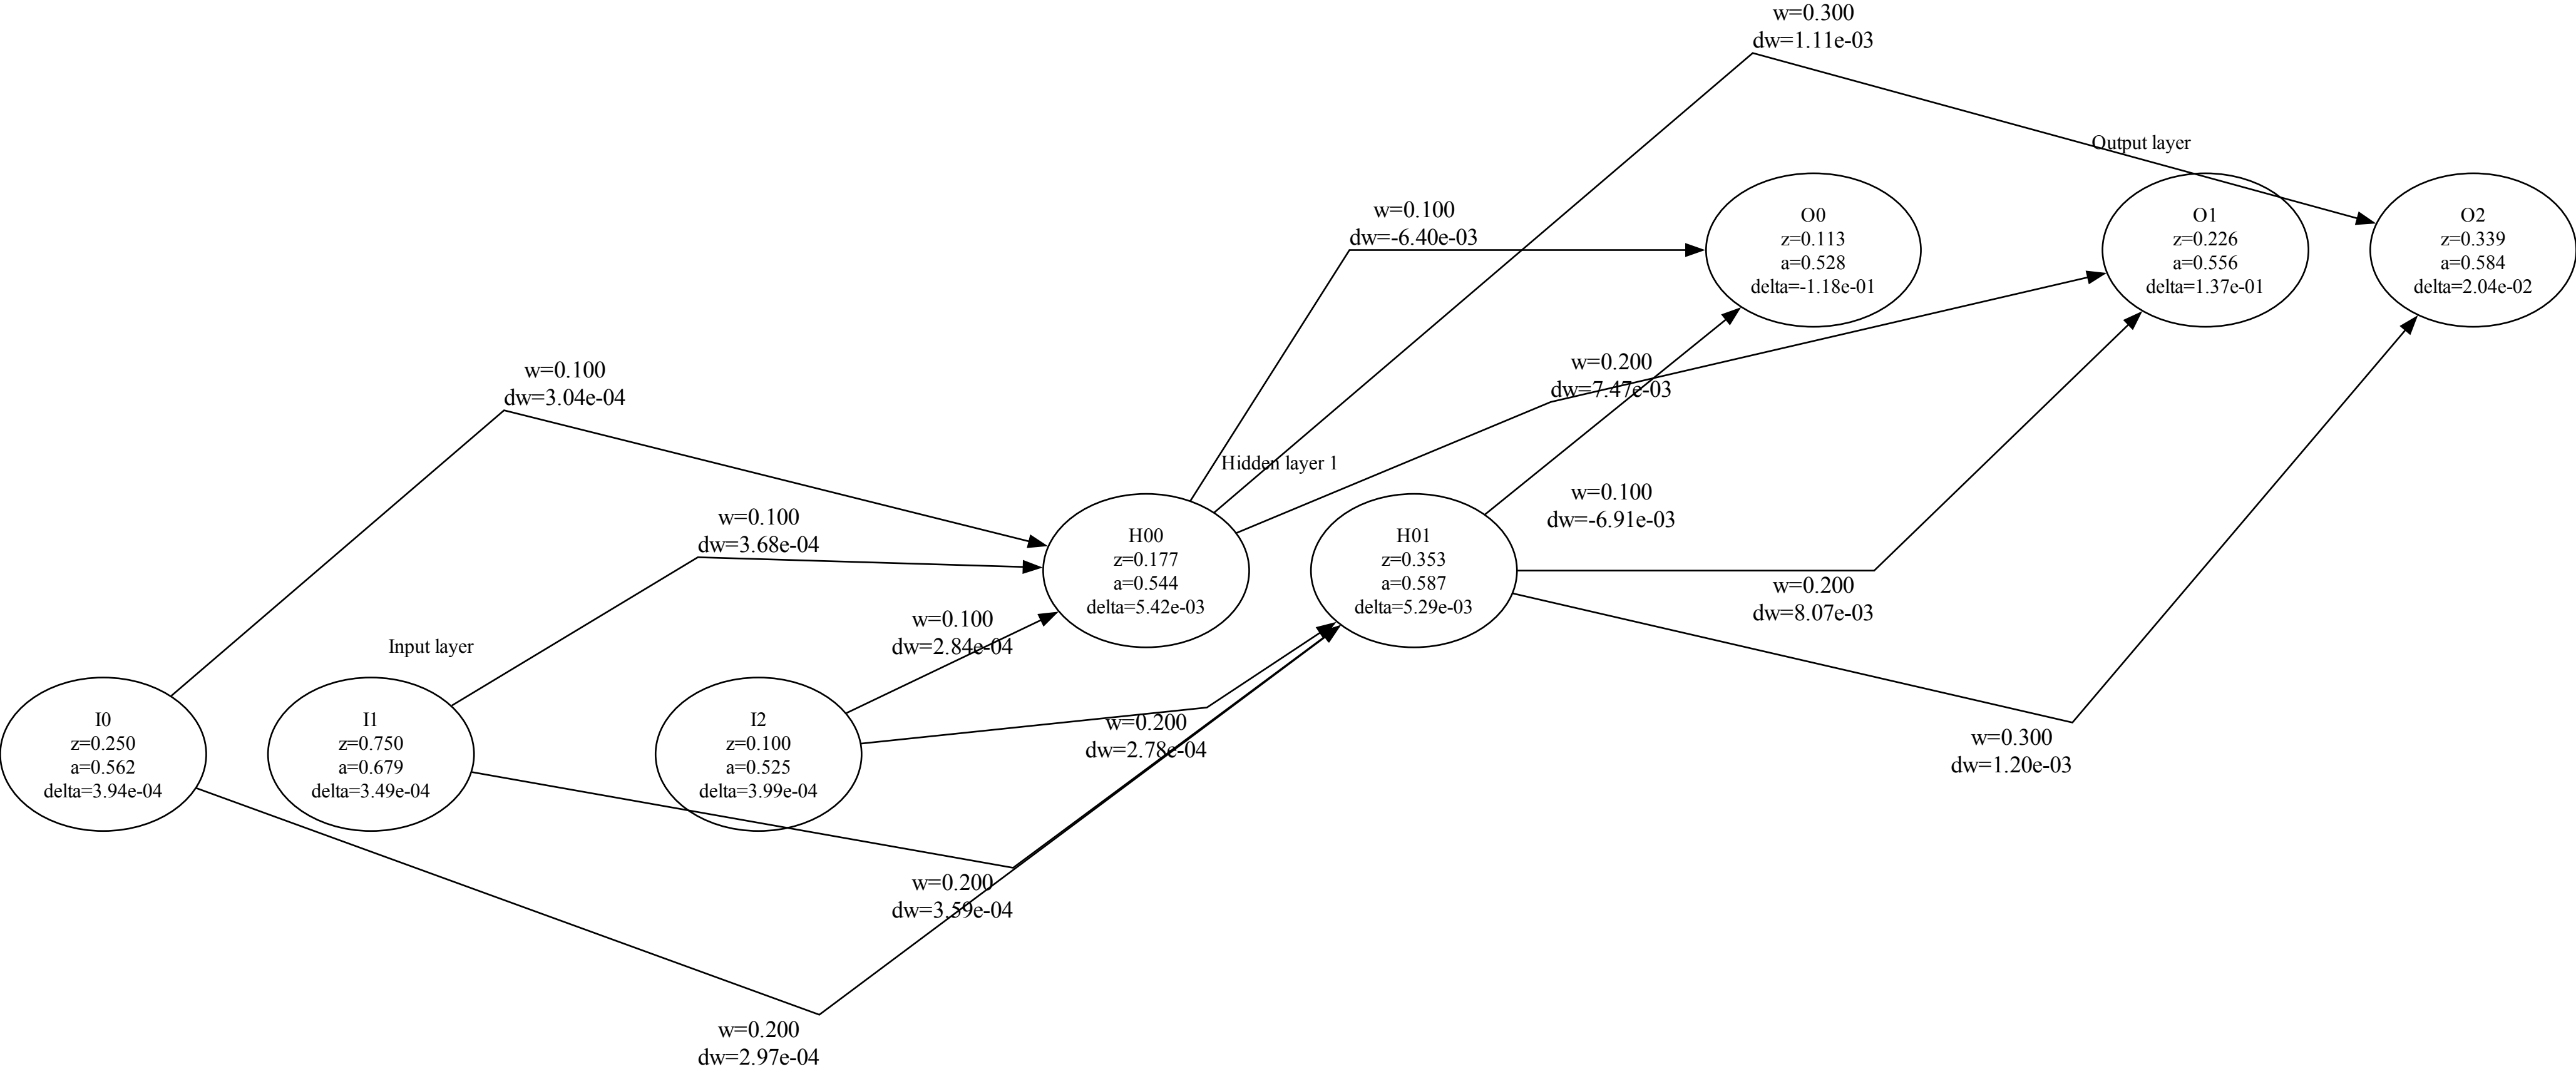 w=0.300
dw=1.11e-03
Output layer
w=0.100
dw=-6.40e-03
O0
z=0.113
a=0.528
delta=-1.18e-01
O1
z=0.226
a=0.556
delta=1.37e-01
O2
z=0.339
a=0.584
delta=2.04e-02
w=0.200
dw=7.47e-03
w=0.100
dw=3.04e-04
Hidden layer 1
w=0.100
dw=3.68e-04
w=0.100
dw=-6.91e-03
H00
z=0.177
a=0.544
delta=5.42e-03
H01
z=0.353
a=0.587
delta=5.29e-03
w=0.200
dw=8.07e-03
w=0.100
dw=2.84e-04
Input layer
I0
z=0.250
a=0.562
delta=3.94e-04
I1
z=0.750
a=0.679
delta=3.49e-04
I2
z=0.100
a=0.525
delta=3.99e-04
w=0.200
dw=2.78e-04
w=0.300
dw=1.20e-03
w=0.200
dw=3.59e-04
w=0.200
dw=2.97e-04